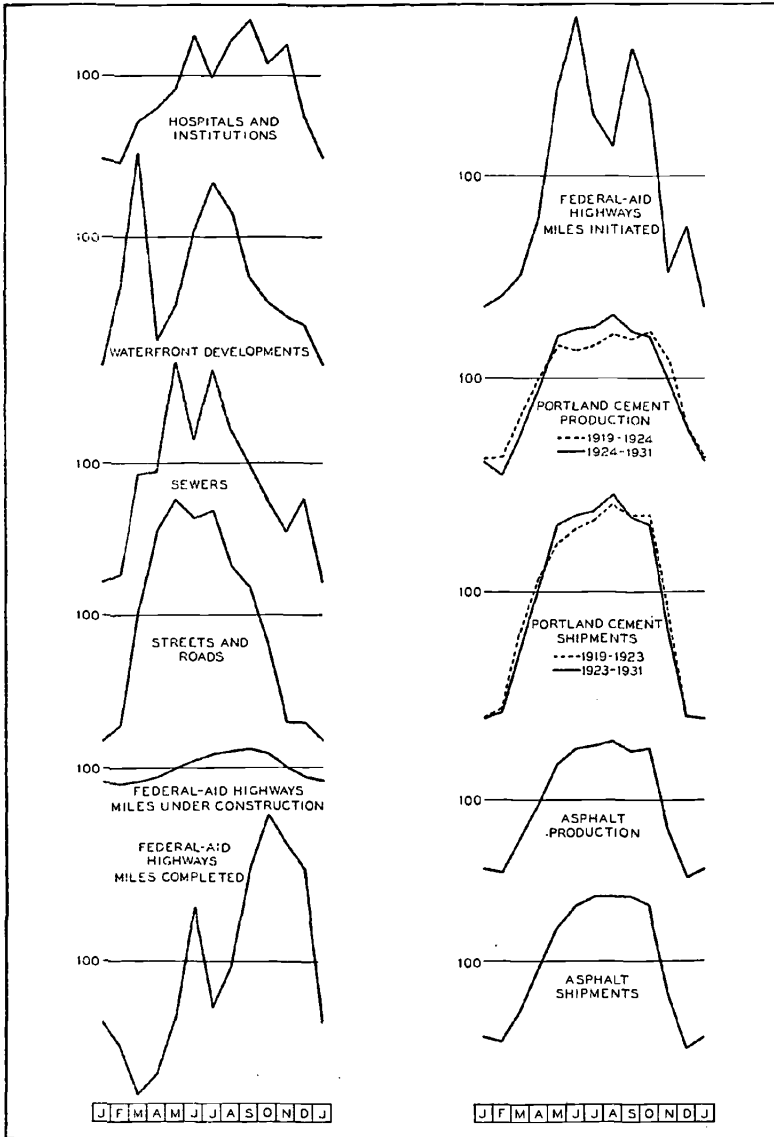 100
HOSPITALS AND
INSTITUTIONS
100
WATERFRONT DEVELOPMENTS
100
SEWERS
100
STREETS AND
ROADS
100
FEDERAL-AID HIGHWAYS
MILES UNDER CONSTRUCTION
FEDERAL-AID
HIGHWAYS
MILES COMPLETED
100
J F M A M J J A S O N D J
100
FEDERAL-AID
HIGHWAYS
MILES INITIATED
100
PORTLAND CEMENT
PRODUCTION
1919-1924
1924-1931
100
PORTLAND CEMENT
SHIPMENTS
1919-1923
1923-1931
100
ASPHALT
PRODUCTION
100
ASPHALT
SHIPMENTS
J F M A M J J A S O N D J